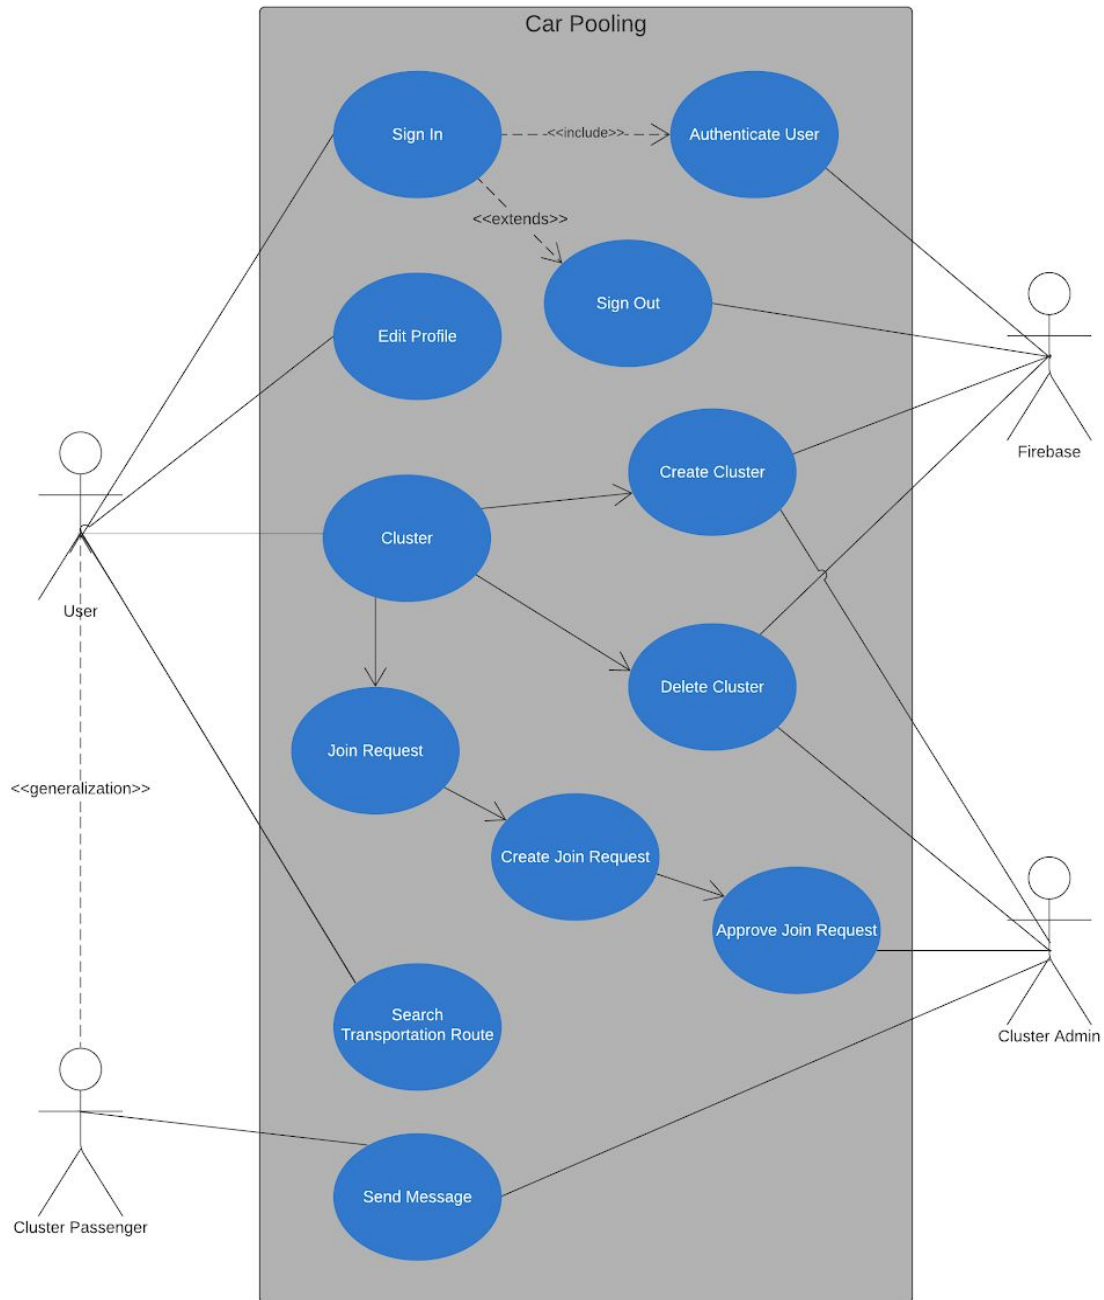 Car Pooling
Sign In
<<include>>
Authenticate User
<<extends>>
Sign Out
Edit Profile
Firebase
Create Cluster
Cluster
User
Delete Cluster
Join Request
<<generalization>>
Create Join Request
Approve Join Request
Search
Transportation Route
Cluster Admin
Send Message
Cluster Passenger